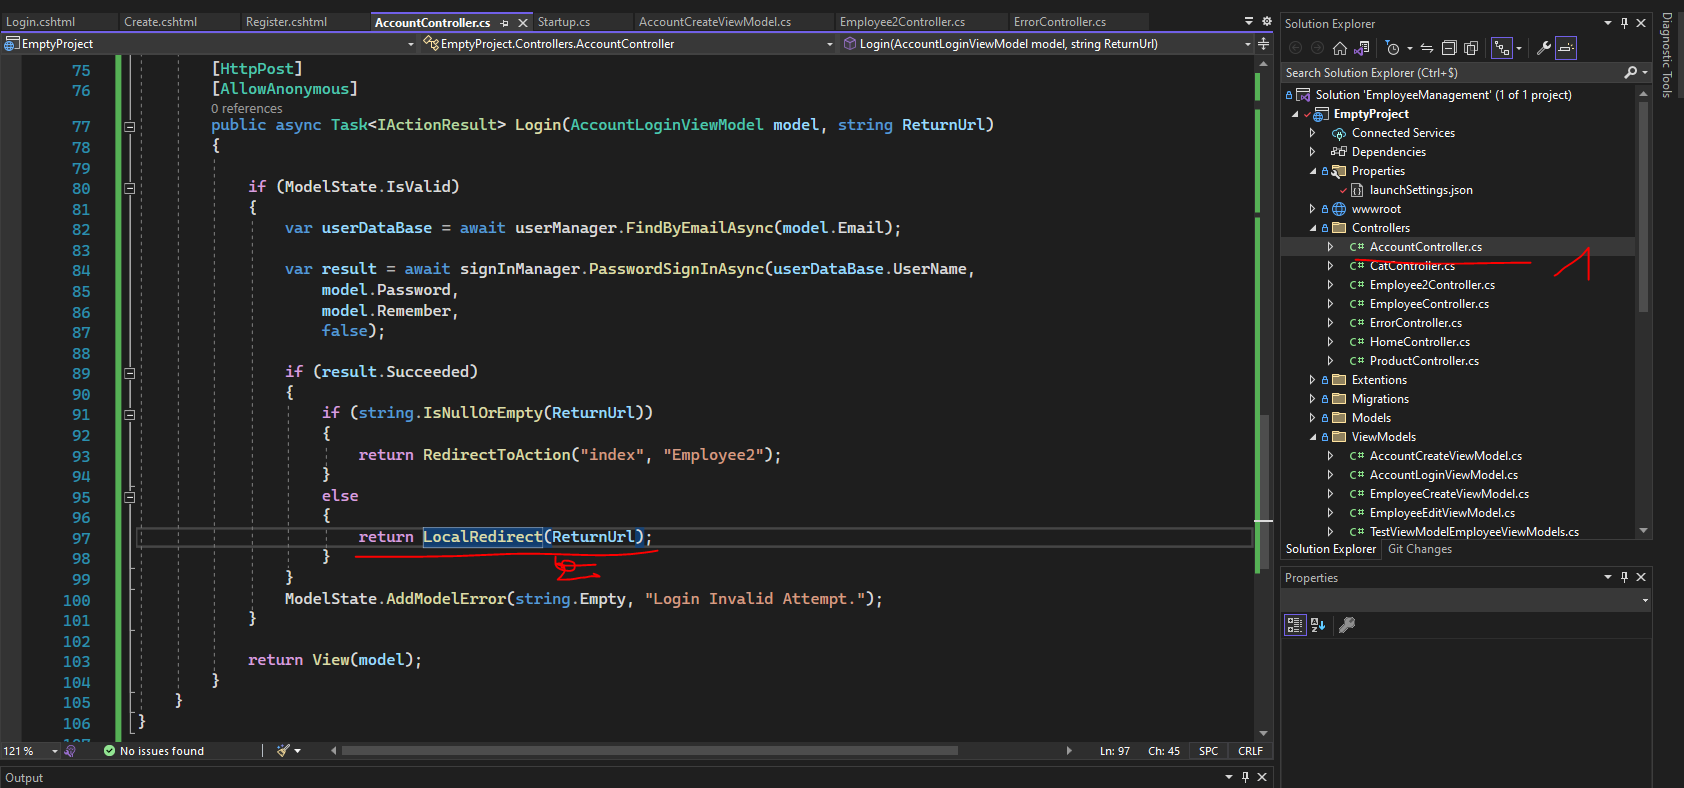 Login.cshtml Create.cshtml Register.cshtml AccountController.cs Startup.cs AccountCreateViewModel.cs Employee2Controller.cs ErrorController.cs
EmptyProject EmptyProject.Controllers.AccountController Login(AccountLoginViewModel model, string ReturnUrl)
75 [HttpPost]
76 [AllowAnonymous]
0 references
77 public async Task<IActionResult> Login(AccountLoginViewModel model, string ReturnUrl)
78 {
79
80 if (ModelState.IsValid)
81 {
82 var userDataBase = await userManager.FindByEmailAsync(model.Email);
83
84 var result = await signInManager.PasswordSignInAsync(userDataBase.UserName,
85 model.Password,
86 model.Remember,
87 false);
88
89 if (result.Succeeded)
90 {
91 if (string.IsNullOrEmpty(ReturnUrl))
92 {
93 return RedirectToAction("index", "Employee2");
94 }
95 else
96 {
97 return LocalRedirect(ReturnUrl);
98 }
99 }
100 ModelState.AddModelError(string.Empty, "Login Invalid Attempt.");
101 }
102
103 return View(model);
104 }
105 }
106 }
121 % No issues found Ln: 97 Ch: 45 SPC CRLF
Output
Solution Explorer
Search Solution Explorer (Ctrl+$)
Solution 'EmployeeManagement' (1 of 1 project)
EmptyProject
Connected Services
Dependencies
Properties
launchSettings.json
wwwroot
Controllers
C# AccountController.cs
1
C# CatController.cs
C# Employee2Controller.cs
C# EmployeeController.cs
C# ErrorController.cs
C# HomeController.cs
C# ProductController.cs
Extentions
Migrations
Models
ViewModels
C# AccountCreateViewModel.cs
C# AccountLoginViewModel.cs
C# EmployeeCreateViewModel.cs
C# EmployeeEditViewModel.cs
C# TestViewModelEmployeeViewModels.cs
Solution Explorer Git Changes
Properties
Diagnostic Tools